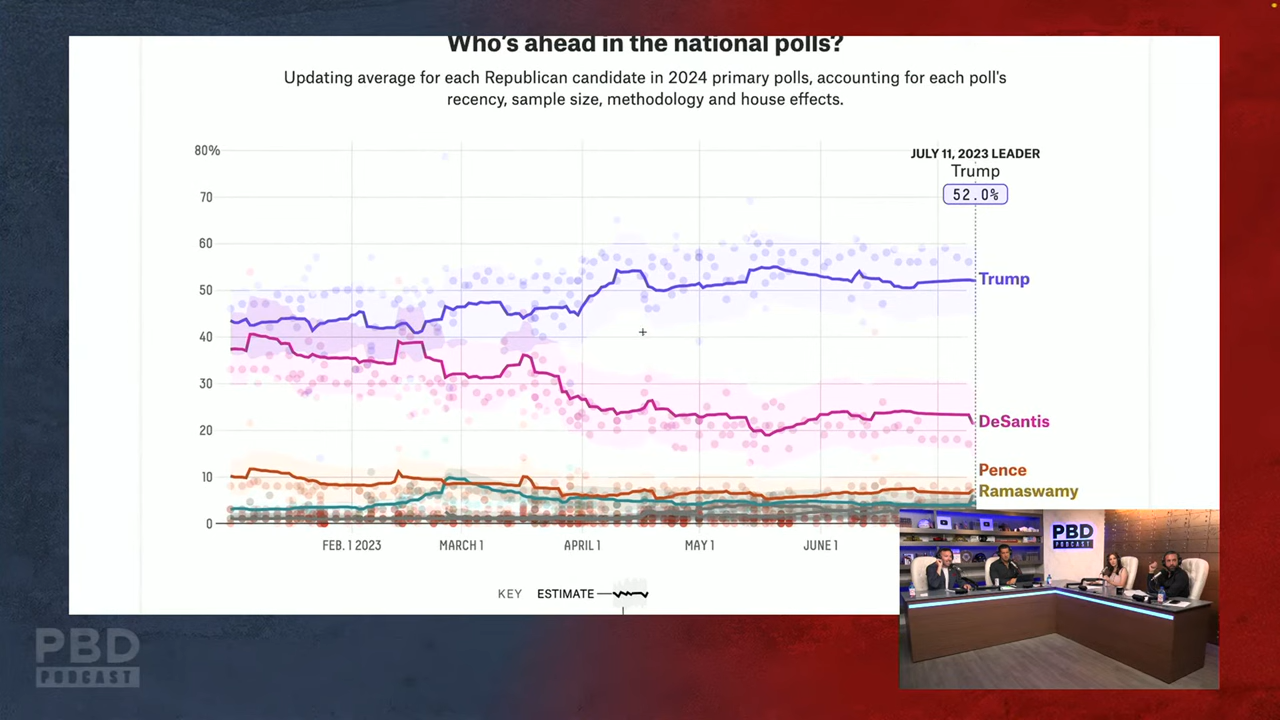 Who's ahead in the national polls?
Updating average for each Republican candidate in 2024 primary polls, accounting for each poll's
recency, sample size, methodology and house effects.
80%
JULY 11, 2023 LEADER
Trump
52.0%
70
60
50
40
30
20
10
0
Trump
DeSantis
Pence
Ramaswamy
FEB. 1 2023
MARCH 1
APRIL 1
MAY 1
JUNE 1
KEY
ESTIMATE
PBD
PODCAST
PBD
PODCAST